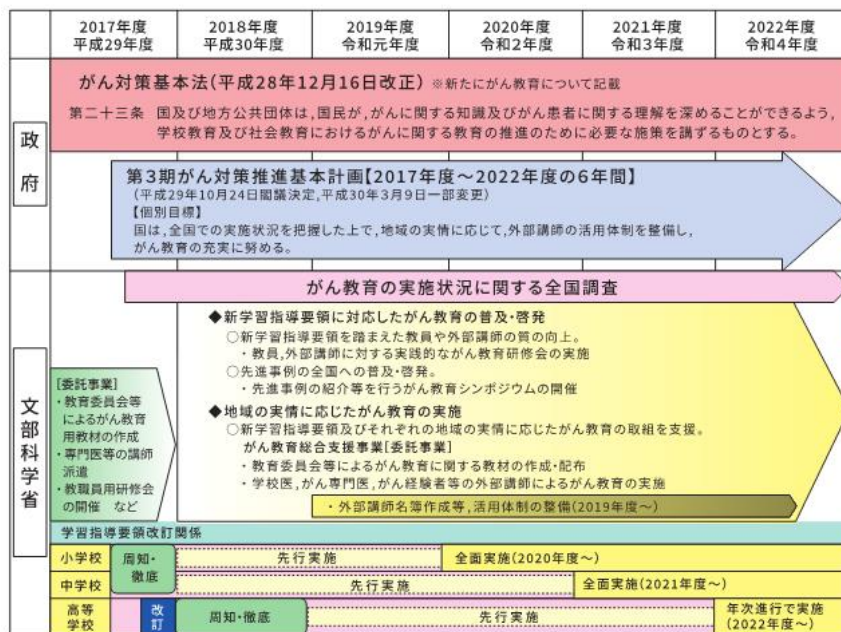 2017年度
平成29年度
2018年度
平成30年度
2019年度
令和元年度
2020年度
令和2年度
2021年度
令和3年度
2022年度
令和4年度
政府
がん対策基本法(平成28年12月16日改正) ※新たにがん教育について記載
第二十三条 国及び地方公共団体は,国民が,がんに関する知識及びがん患者に関する理解を深めることができるよう,
学校教育及び社会教育におけるがんに関する教育の推進のために必要な施策を講ずるものとする。
第3期がん対策推進基本計画【2017年度~2022年度の6年間】
(平成29年10月24日閣議決定,平成30年3月9日一部変更)
【個別目標】
国は,全国での実施状況を把握した上で,地域の実情に応じて,外部講師の活用体制を整備し,
がん教育の充実に努める。
文部科学省
がん教育の実施状況に関する全国調査
[委託事業]
・教育委員会等
によるがん教育
用教材の作成
・専門医等の講師
派遣
・教職員用研修会
の開催 など
◆新学習指導要領に対応したがん教育の普及・啓発
○新学習指導要領を踏まえた教員や外部講師の質の向上。
・教員,外部講師に対する実践的ながん教育研修会の実施
○先進事例の全国への普及・啓発。
・先進事例の紹介等を行うがん教育シンポジウムの開催
◆地域の実情に応じたがん教育の実施
○新学習指導要領及びそれぞれの地域の実情に応じたがん教育の取組を支援。
がん教育総合支援事業[委託事業]
・教育委員会等によるがん教育に関する教材の作成・配布
・学校医,がん専門医,がん経験者等の外部講師によるがん教育の実施
・外部講師名簿作成等,活用体制の整備(2019年度~)
学習指導要領改訂関係
小学校
周知・
徹底
先行実施
全面実施(2020年度~)
中学校
先行実施
全面実施(2021年度~)
高等
学校
改訂
周知・徹底
先行実施
年次進行で実施
(2022年度~)